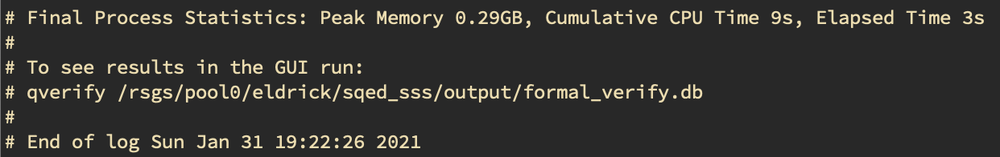 # Final Process Statistics: Peak Memory 0.29GB, Cumulative CPU Time 9s, Elapsed Time 3s
#
# To see results in the GUI run:
# qverify /rsgs/pool0/eldrick/sqed_sss/output/formal_verify.db
#
# End of log Sun Jan 31 19:22:26 2021